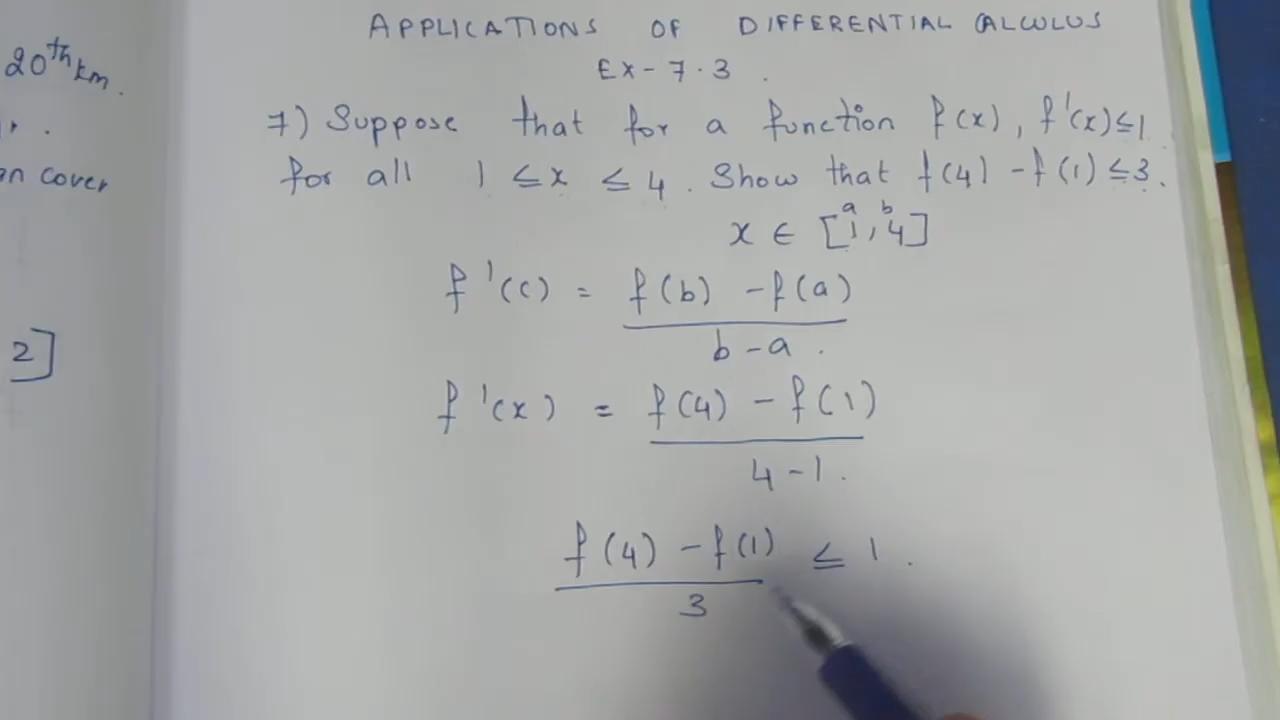 20th km.
on cover
2]
APPLICATIONS OF DIFFERENTIAL CALCULUS
EX-7.3.
7) Suppose that for a function f(x), f'(x)≤1
for all 1 ≤ x ≤ 4. Show that f(4) - f(1) ≤ 3.
a b
x ∈ [1, 4]
f'(c) = f(b) - f(a)
b - a.
f'(x) = f(4) - f(1)
4 - 1.
f(4) - f(1) ≤ 1.
3